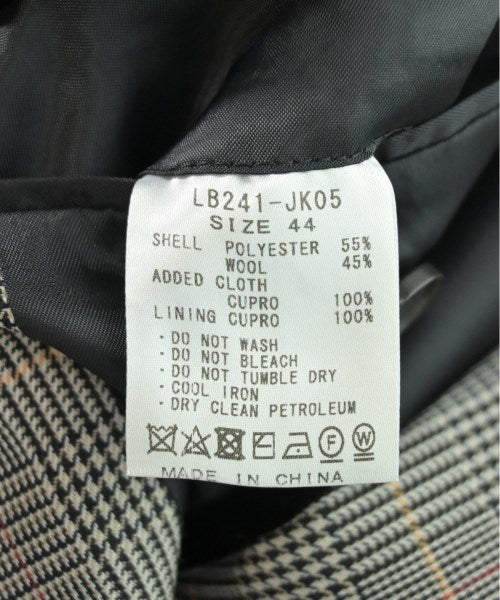 LB241-JK05
SIZE 44
SHELL POLYESTER 55%
WOOL 45%
ADDED CLOTH
CUPRO 100%
LINING CUPRO 100%
・DO NOT WASH
・DO NOT BLEACH
・DO NOT TUMBLE DRY
・COOL IRON
・DRY CLEAN PETROLEUM
F W
MADE IN CHINA